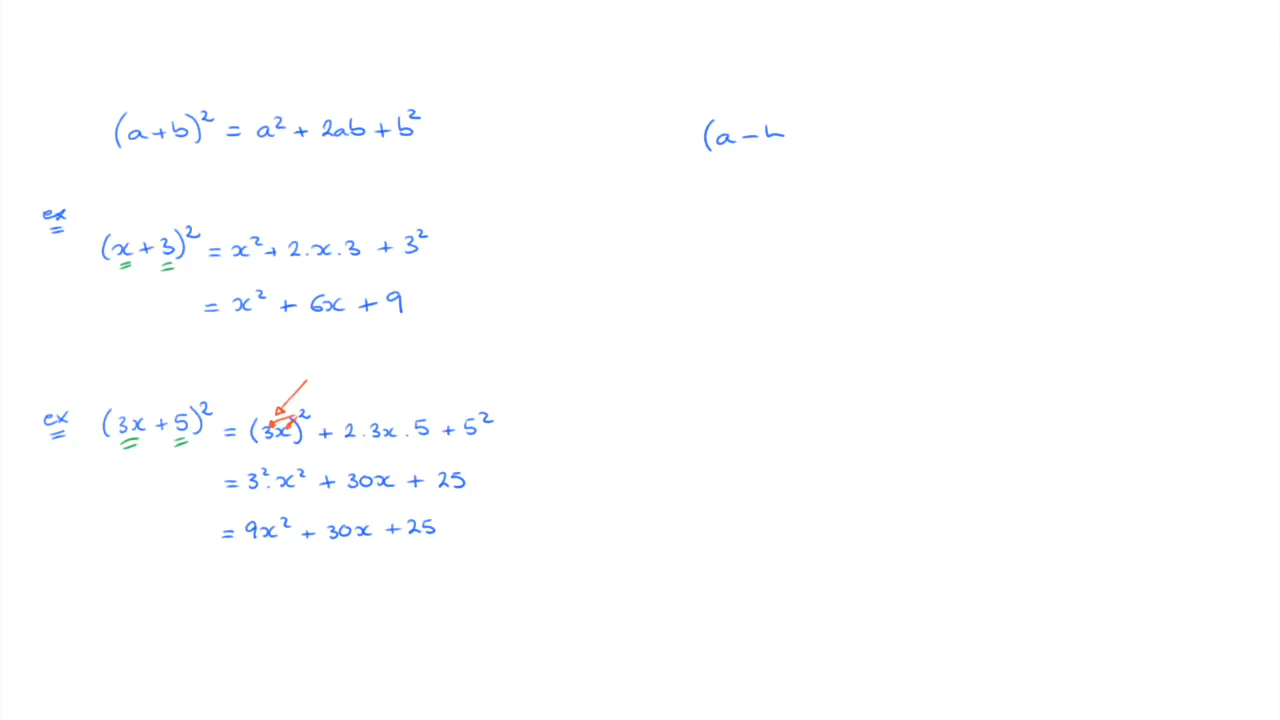 (a+b)² = a² + 2ab + b²
ex
(x + 3)² = x² + 2.x.3 + 3²
= x² + 6x + 9
ex (3x + 5)² = (3x)² + 2.3x.5 + 5²
= 3².x² + 30x + 25
= 9x² + 30x + 25
(a −